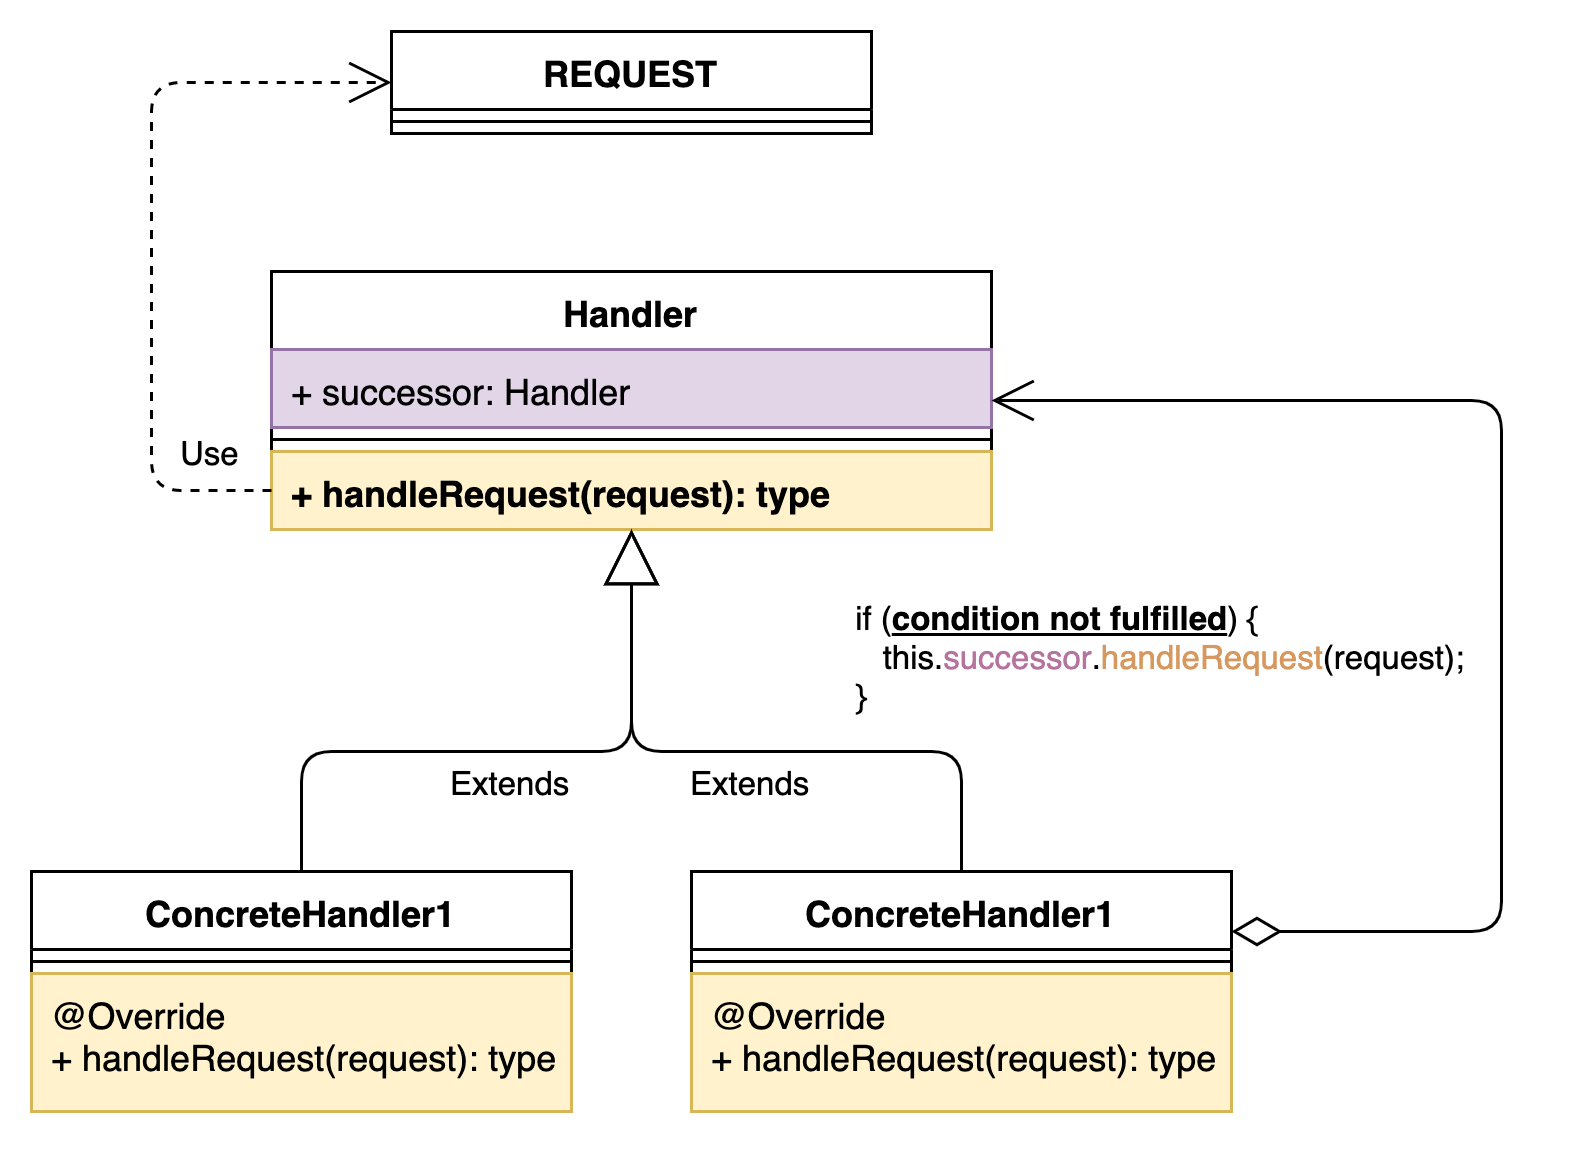 REQUEST
Handler
+ successor: Handler
Use
+ handleRequest(request): type
if (condition not fulfilled) {
this.successor.handleRequest(request);
}
Extends
Extends
ConcreteHandler1
@Override
+ handleRequest(request): type
ConcreteHandler1
@Override
+ handleRequest(request): type